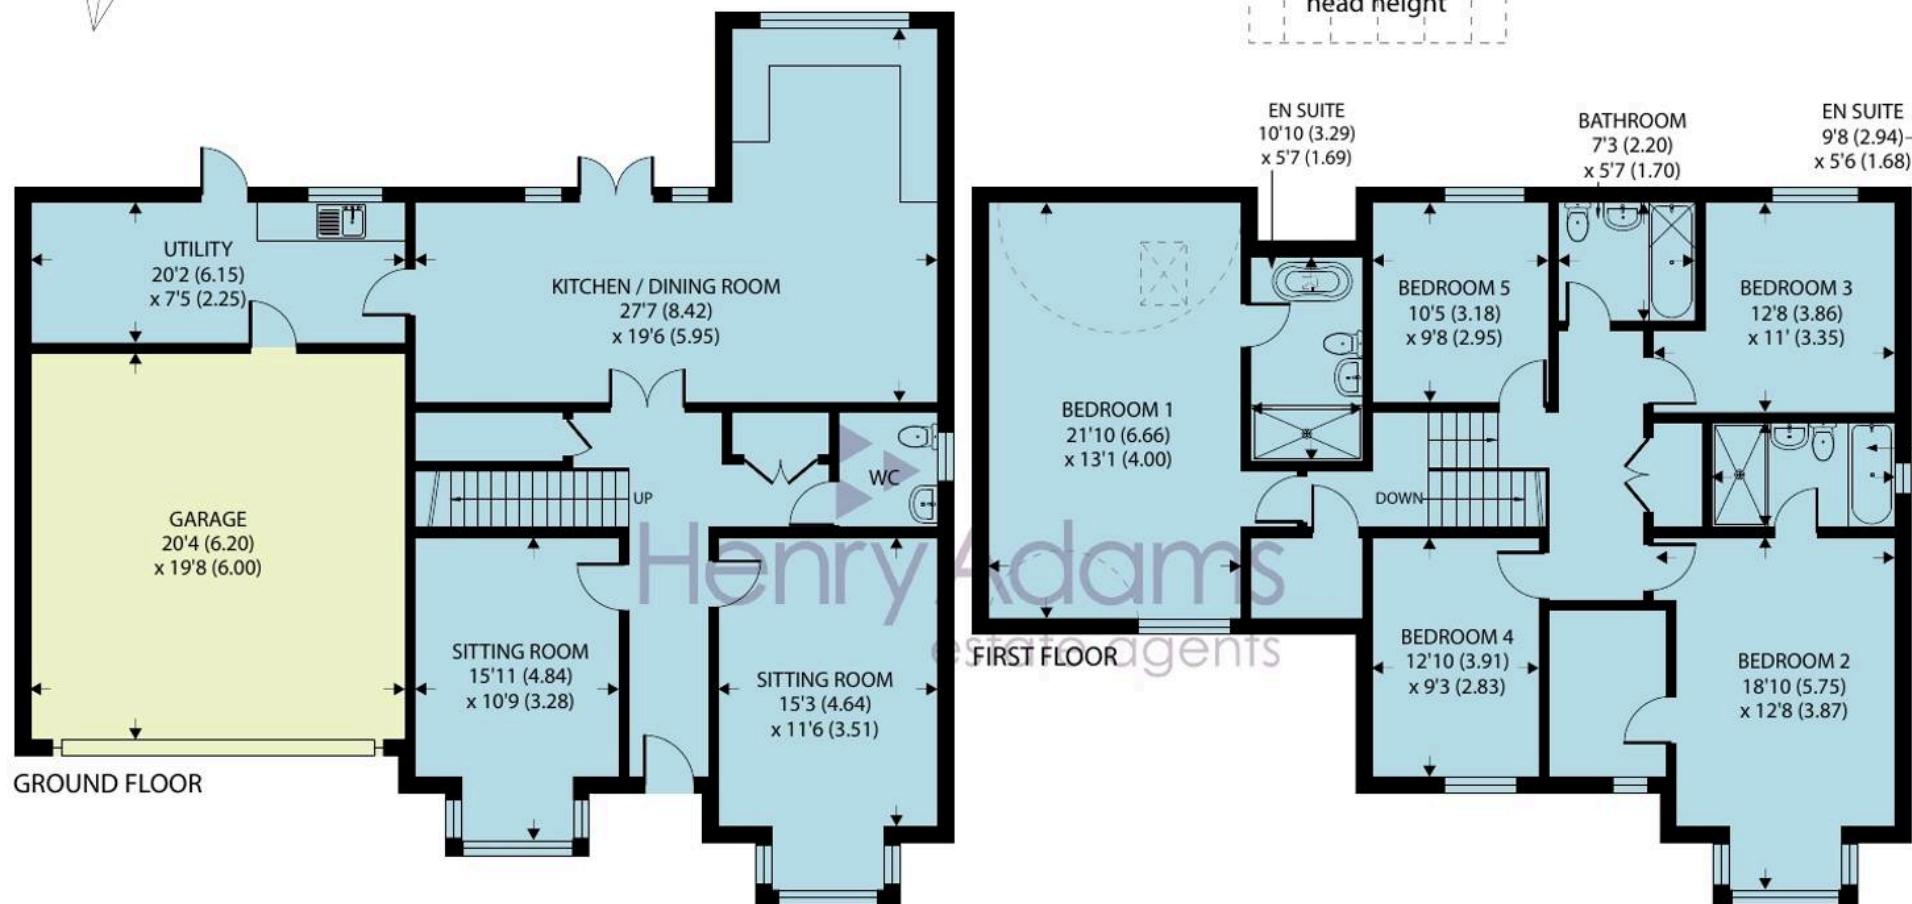 head height
EN SUITE
10'10 (3.29)
x 5'7 (1.69)
BATHROOM
7'3 (2.20)
x 5'7 (1.70)
EN SUITE
9'8 (2.94)
x 5'6 (1.68)
UTILITY
20'2 (6.15)
x 7'5 (2.25)
KITCHEN / DINING ROOM
27'7 (8.42)
x 19'6 (5.95)
BEDROOM 5
10'5 (3.18)
x 9'8 (2.95)
BEDROOM 3
12'8 (3.86)
x 11' (3.35)
BEDROOM 1
21'10 (6.66)
x 13'1 (4.00)
WC
UP
DOWN
GARAGE
20'4 (6.20)
x 19'8 (6.00)
Henry Adams
estate agents
SITTING ROOM
15'11 (4.84)
x 10'9 (3.28)
SITTING ROOM
15'3 (4.64)
x 11'6 (3.51)
FIRST FLOOR
BEDROOM 4
12'10 (3.91)
x 9'3 (2.83)
BEDROOM 2
18'10 (5.75)
x 12'8 (3.87)
GROUND FLOOR